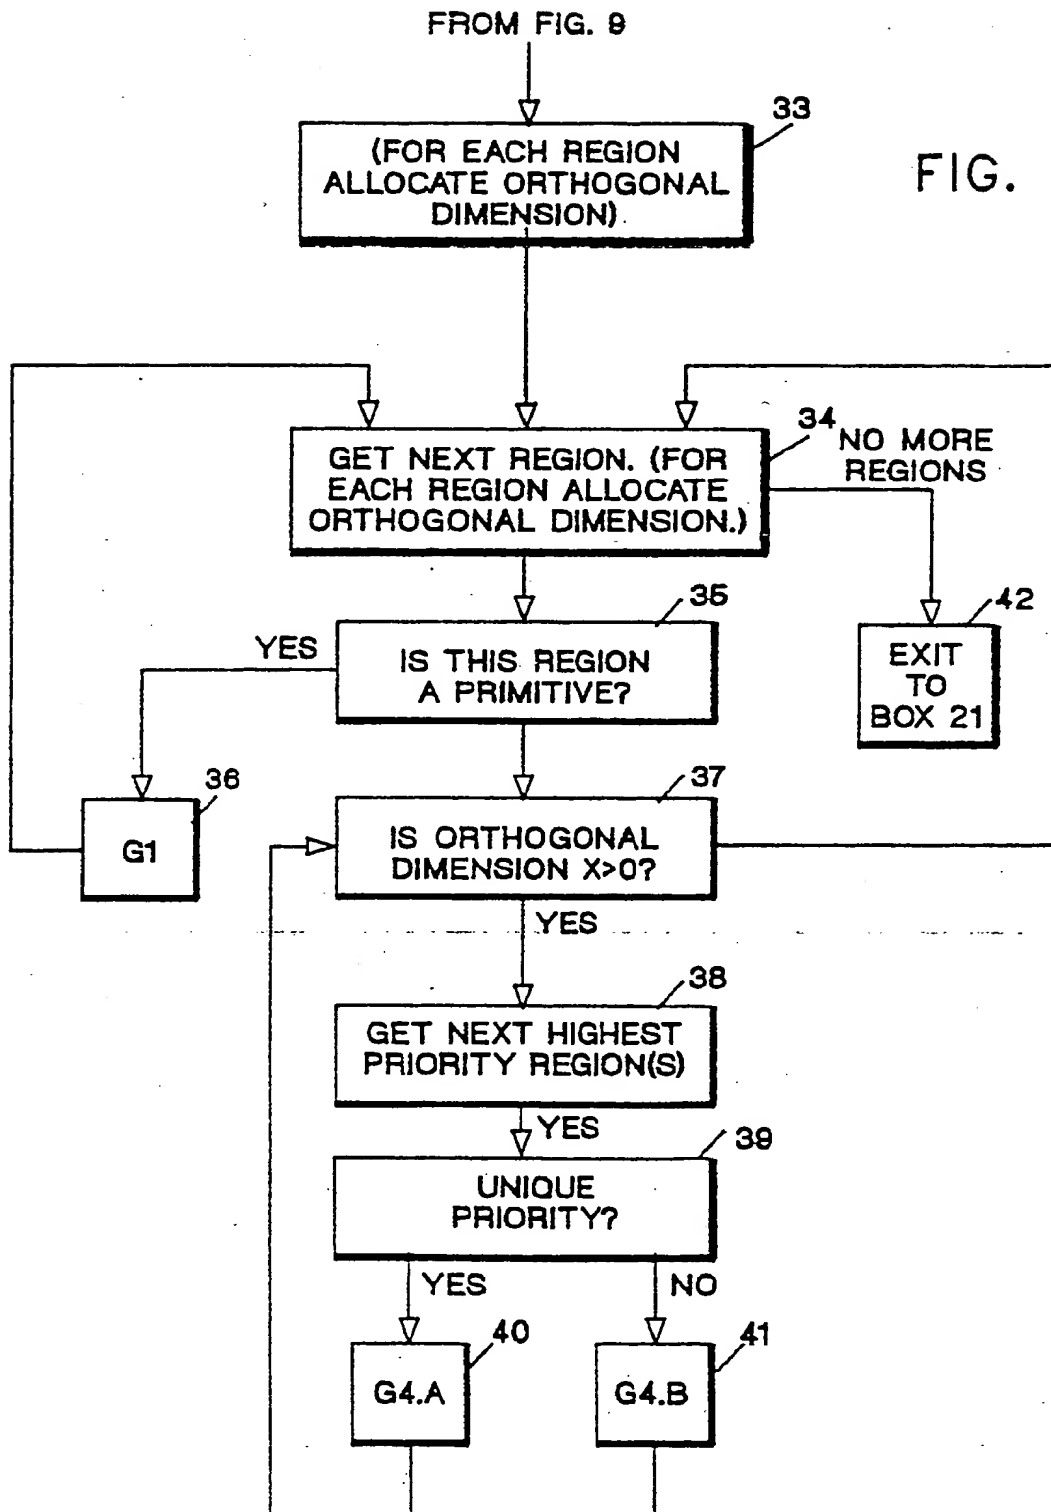 FROM FIG. 9
33
(FOR EACH REGION
ALLOCATE ORTHOGONAL
DIMENSION)
FIG.
34
GET NEXT REGION. (FOR
EACH REGION ALLOCATE
ORTHOGONAL DIMENSION.)
NO MORE
REGIONS
35
YES
IS THIS REGION
A PRIMITIVE?
42
EXIT
TO
BOX 21
36
G1
37
IS ORTHOGONAL
DIMENSION X>0?
YES
38
GET NEXT HIGHEST
PRIORITY REGION(S)
YES
39
UNIQUE
PRIORITY?
YES
NO
40
G4.A
41
G4.B